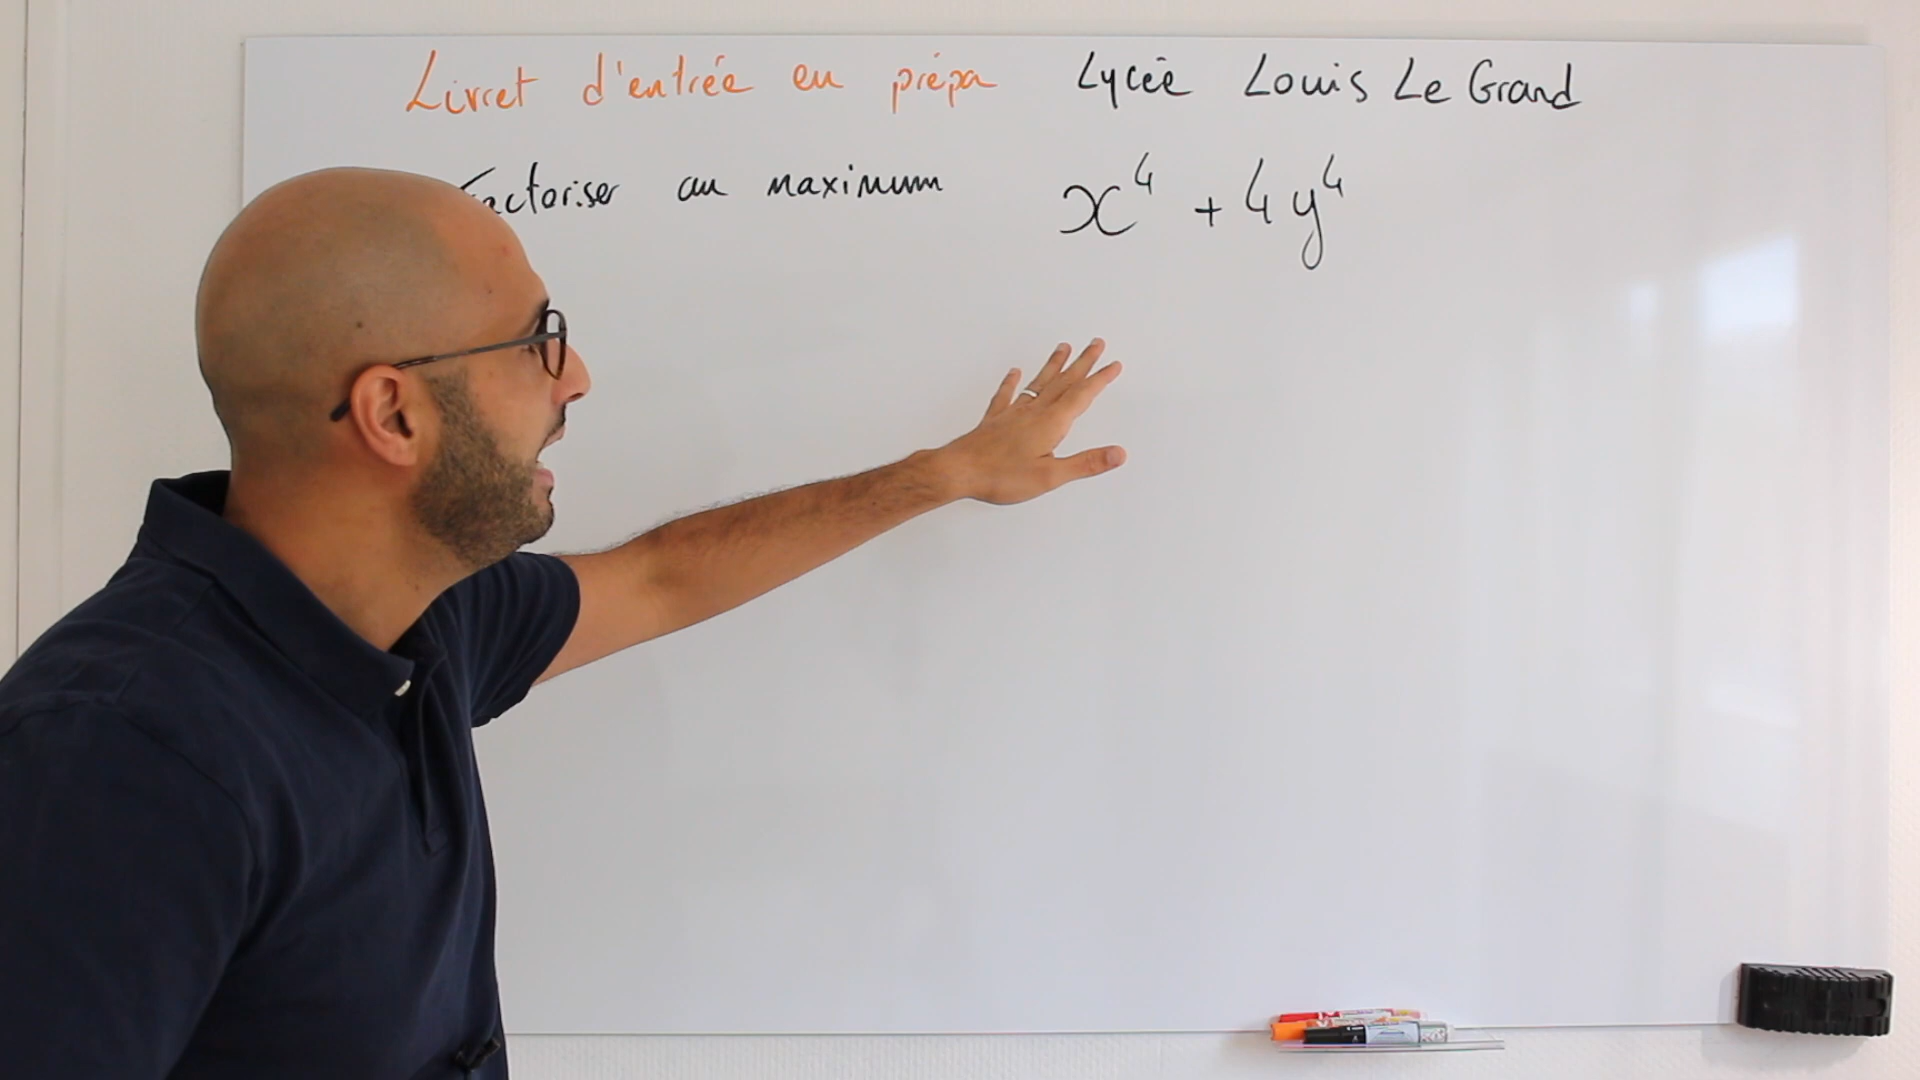 Livret d'entrée en prépa Lycée Louis Le Grand
Factoriser au maximum x⁴ + 4y⁴